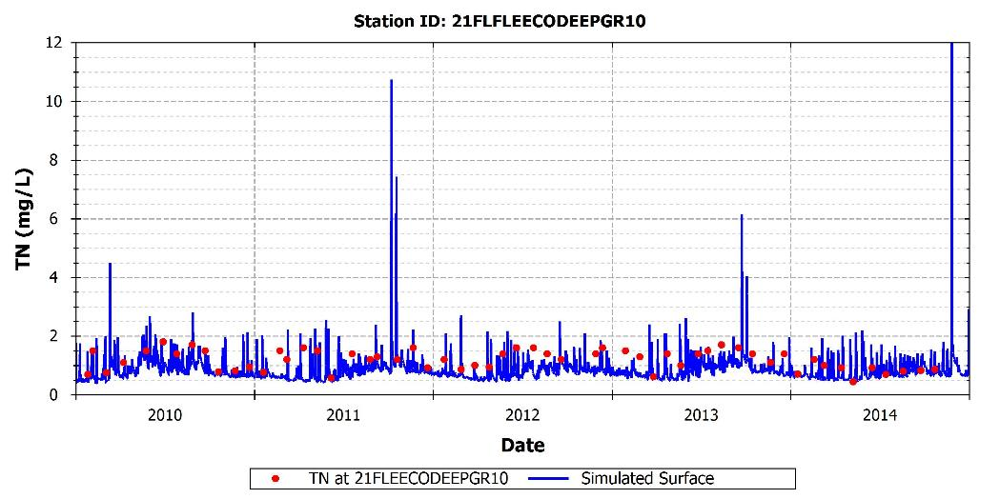 Station ID: 21FLFLEECODEEPGR10
12
10
8
6
4
2
0
TN (mg/L)
2010 2011 2012 2013 2014
Date
TN at 21FLEECODEEPGR10 Simulated Surface